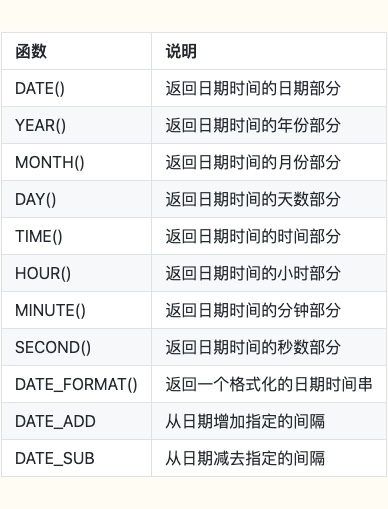 函数 说明
DATE() 返回日期时间的日期部分
YEAR() 返回日期时间的年份部分
MONTH() 返回日期时间的月份部分
DAY() 返回日期时间的天数部分
TIME() 返回日期时间的时间部分
HOUR() 返回日期时间的小时部分
MINUTE() 返回日期时间的分钟部分
SECOND() 返回日期时间的秒数部分
DATE_FORMAT() 返回一个格式化的日期时间串
DATE_ADD 从日期增加指定的间隔
DATE_SUB 从日期减去指定的间隔